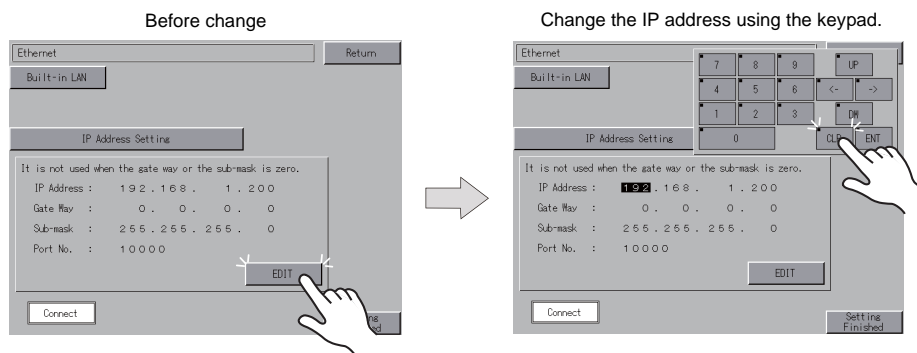 Before change
Ethernet
Return
Built-in LAN
IP Address Setting
It is not used when the gate way or the sub-mask is zero.
IP Address : 192.168. 1.200
Gate Way : 0. 0. 0. 0
Sub-mask : 255.255.255. 0
Port No. : 10000
EDIT
Connect
Change the IP address using the keypad.
Ethernet
Built-in LAN
7 8 9 UP
4 5 6 <- ->
1 2 3 DW
0 CLR ENT
IP Address Setting
It is not used when the gate way or the sub-mask is zero.
IP Address : 192.168. 1.200
Gate Way : 0. 0. 0. 0
Sub-mask : 255.255.255. 0
Port No. : 10000
EDIT
Connect
Setting
Finished